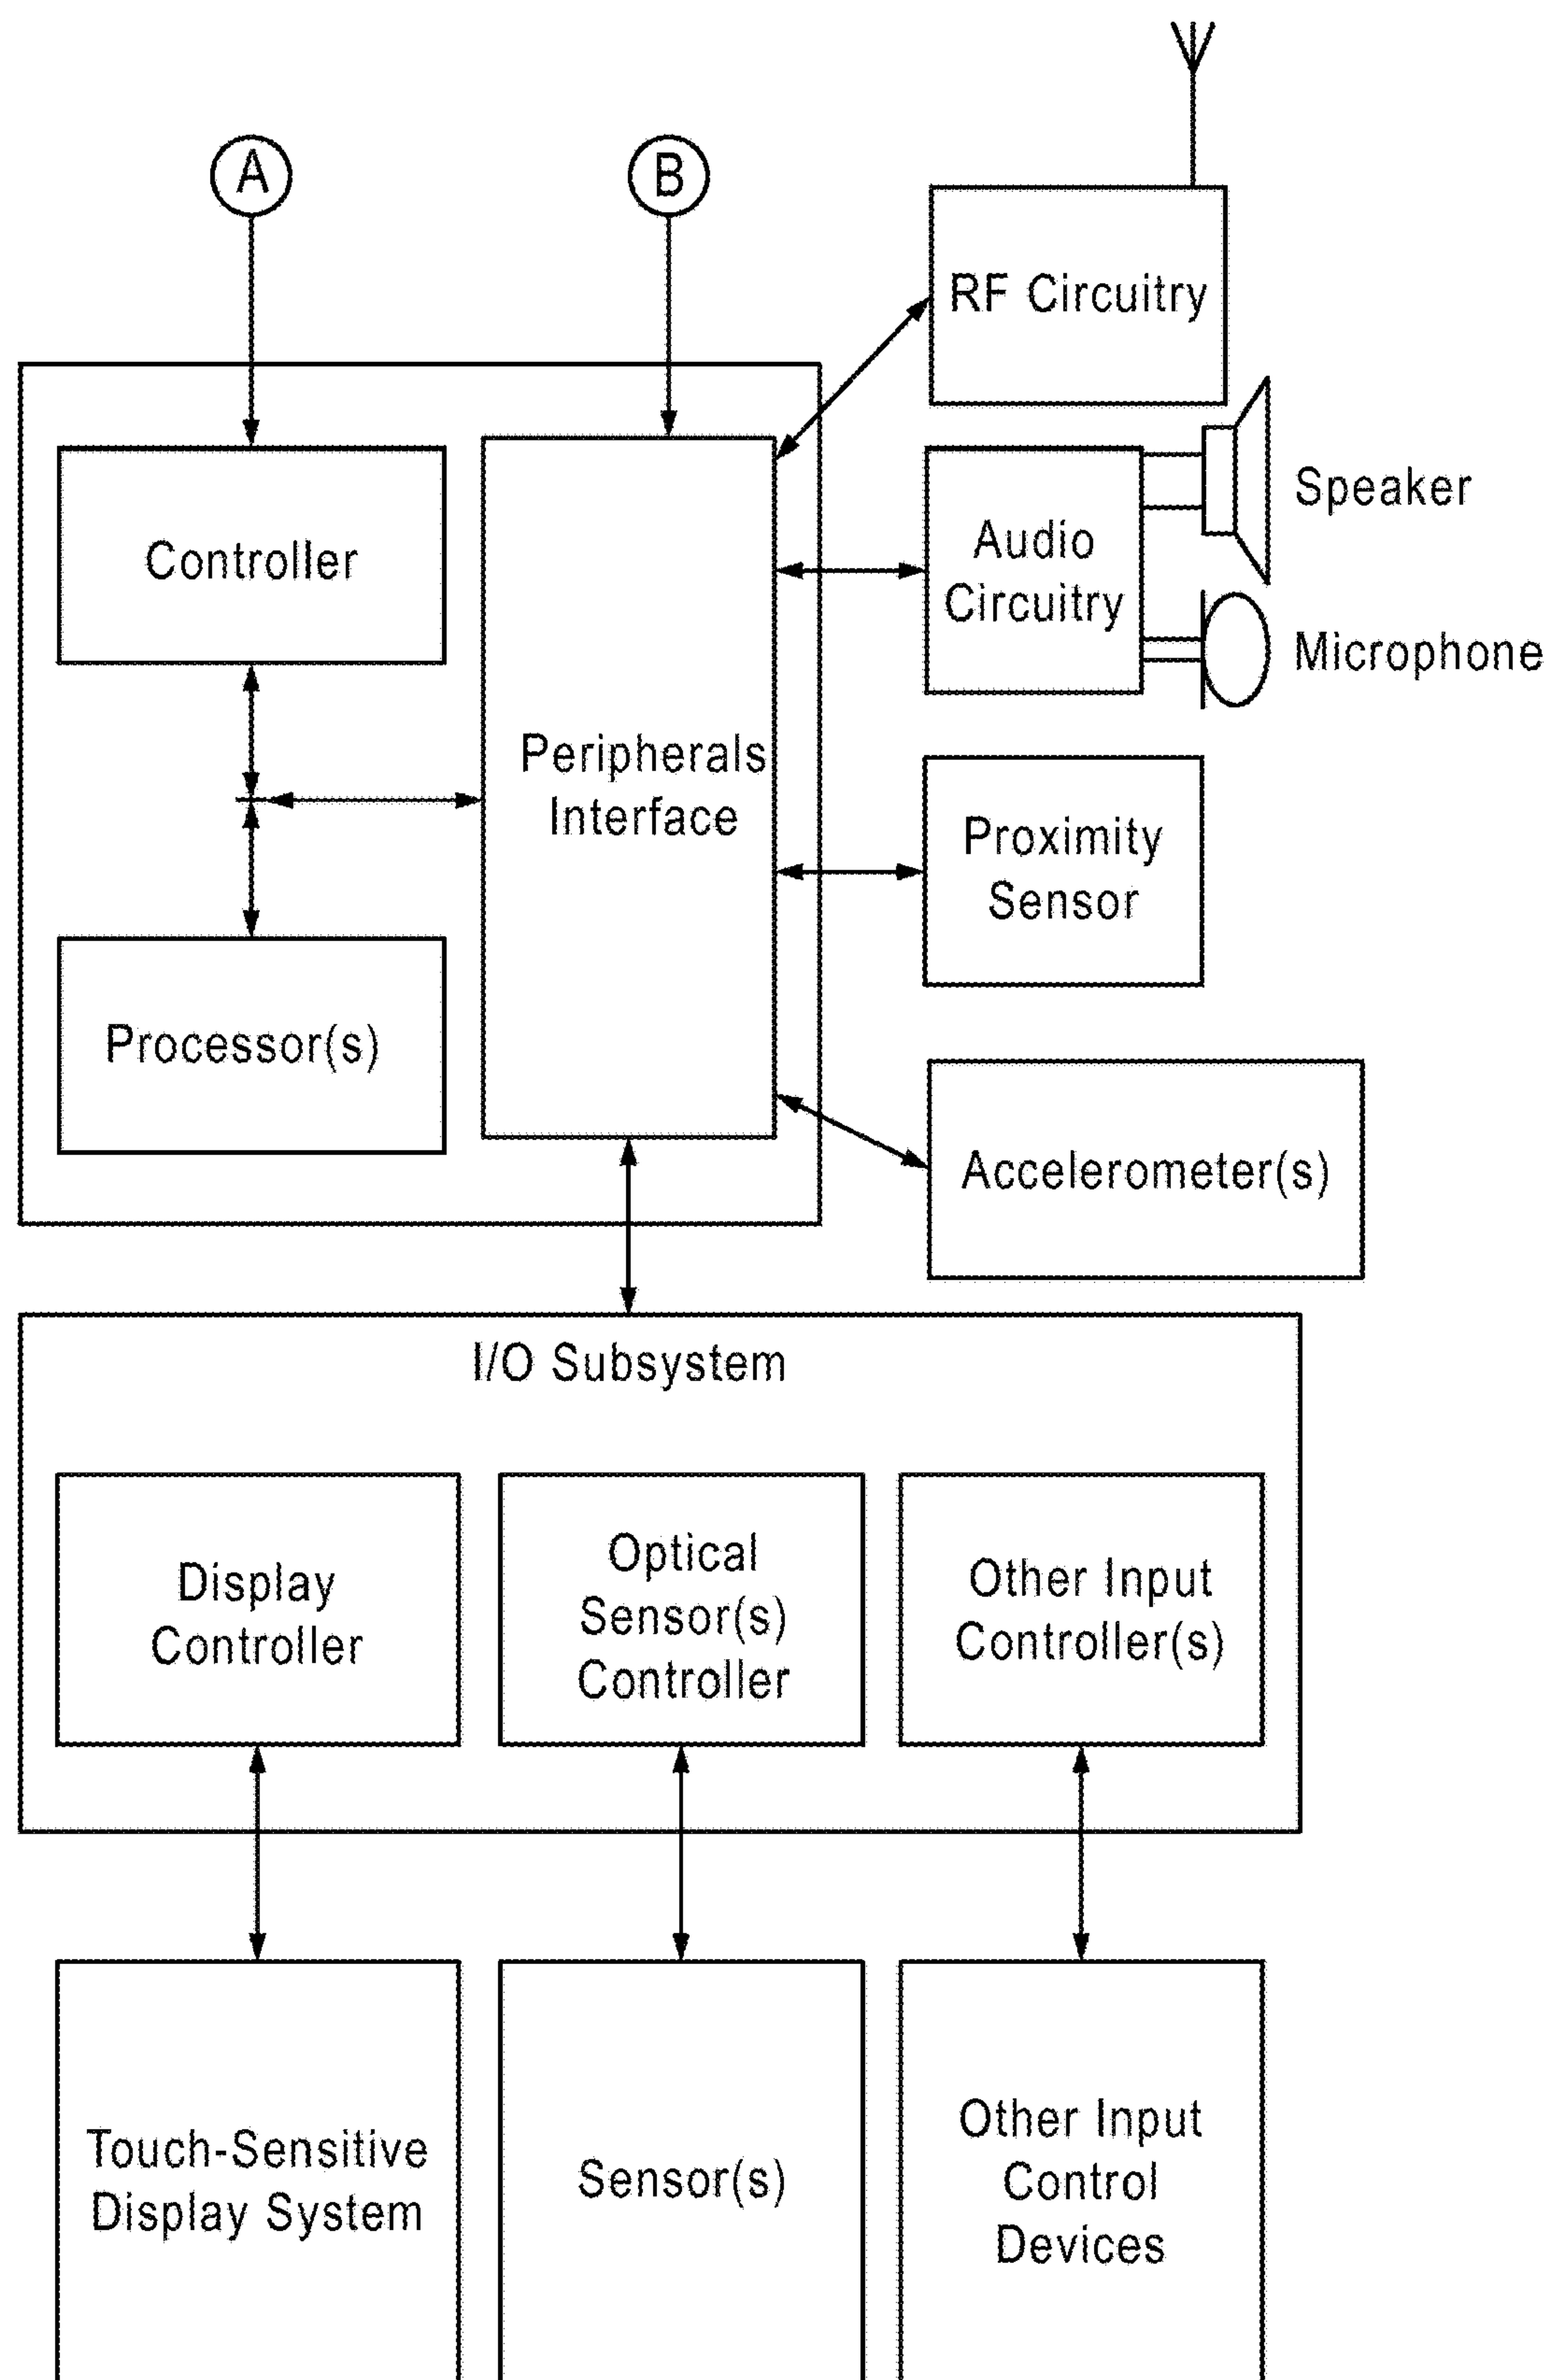 A
B
RF Circuitry
Controller
Audio
Circuitry
Speaker
Microphone
Peripherals
Interface
Proximity
Sensor
Processor(s)
Accelerometer(s)
I/O Subsystem
Display
Controller
Optical
Sensor(s)
Controller
Other Input
Controller(s)
Touch-Sensitive
Display System
Sensor(s)
Other Input
Control
Devices